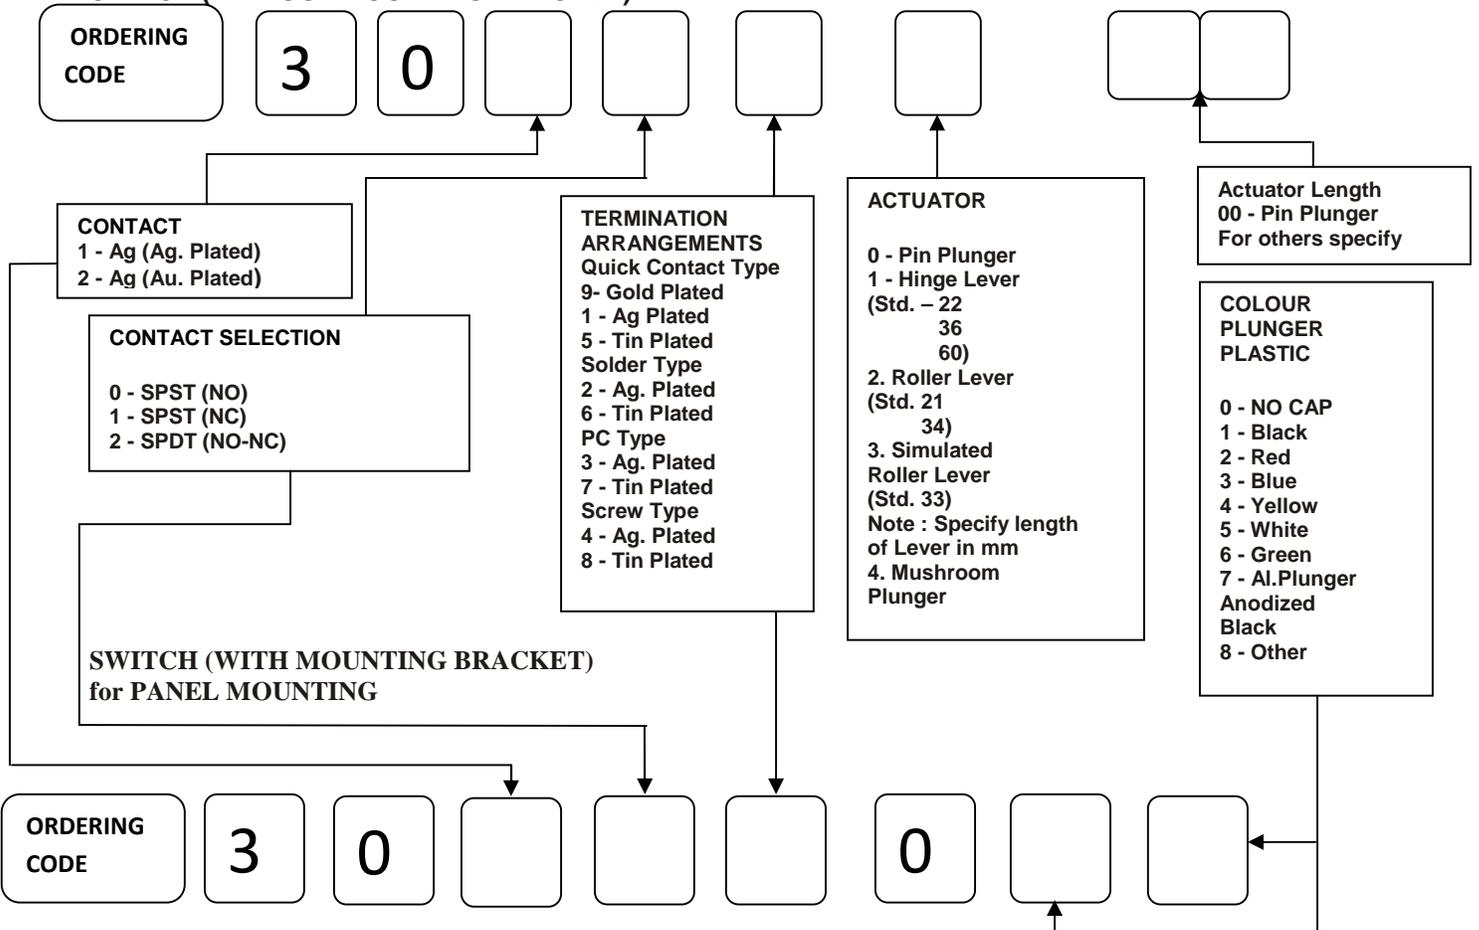 ORDERING
CODE
3 0
CONTACT
1 - Ag (Ag. Plated)
2 - Ag (Au. Plated)
CONTACT SELECTION
0 - SPST (NO)
1 - SPST (NC)
2 - SPDT (NO-NC)
TERMINATION
ARRANGEMENTS
Quick Contact Type
9- Gold Plated
1 - Ag Plated
5 - Tin Plated
Solder Type
2 - Ag. Plated
6 - Tin Plated
PC Type
3 - Ag. Plated
7 - Tin Plated
Screw Type
4 - Ag. Plated
8 - Tin Plated
ACTUATOR
0 - Pin Plunger
1 - Hinge Lever
(Std. – 22
36
60)
2. Roller Lever
(Std. 21
34)
3. Simulated
Roller Lever
(Std. 33)
Note : Specify length
of Lever in mm
4. Mushroom
Plunger
Actuator Length
00 - Pin Plunger
For others specify
COLOUR
PLUNGER
PLASTIC
0 - NO CAP
1 - Black
2 - Red
3 - Blue
4 - Yellow
5 - White
6 - Green
7 - Al.Plunger
Anodized
Black
8 - Other
SWITCH (WITH MOUNTING BRACKET)
for PANEL MOUNTING
ORDERING
CODE
3 0 0